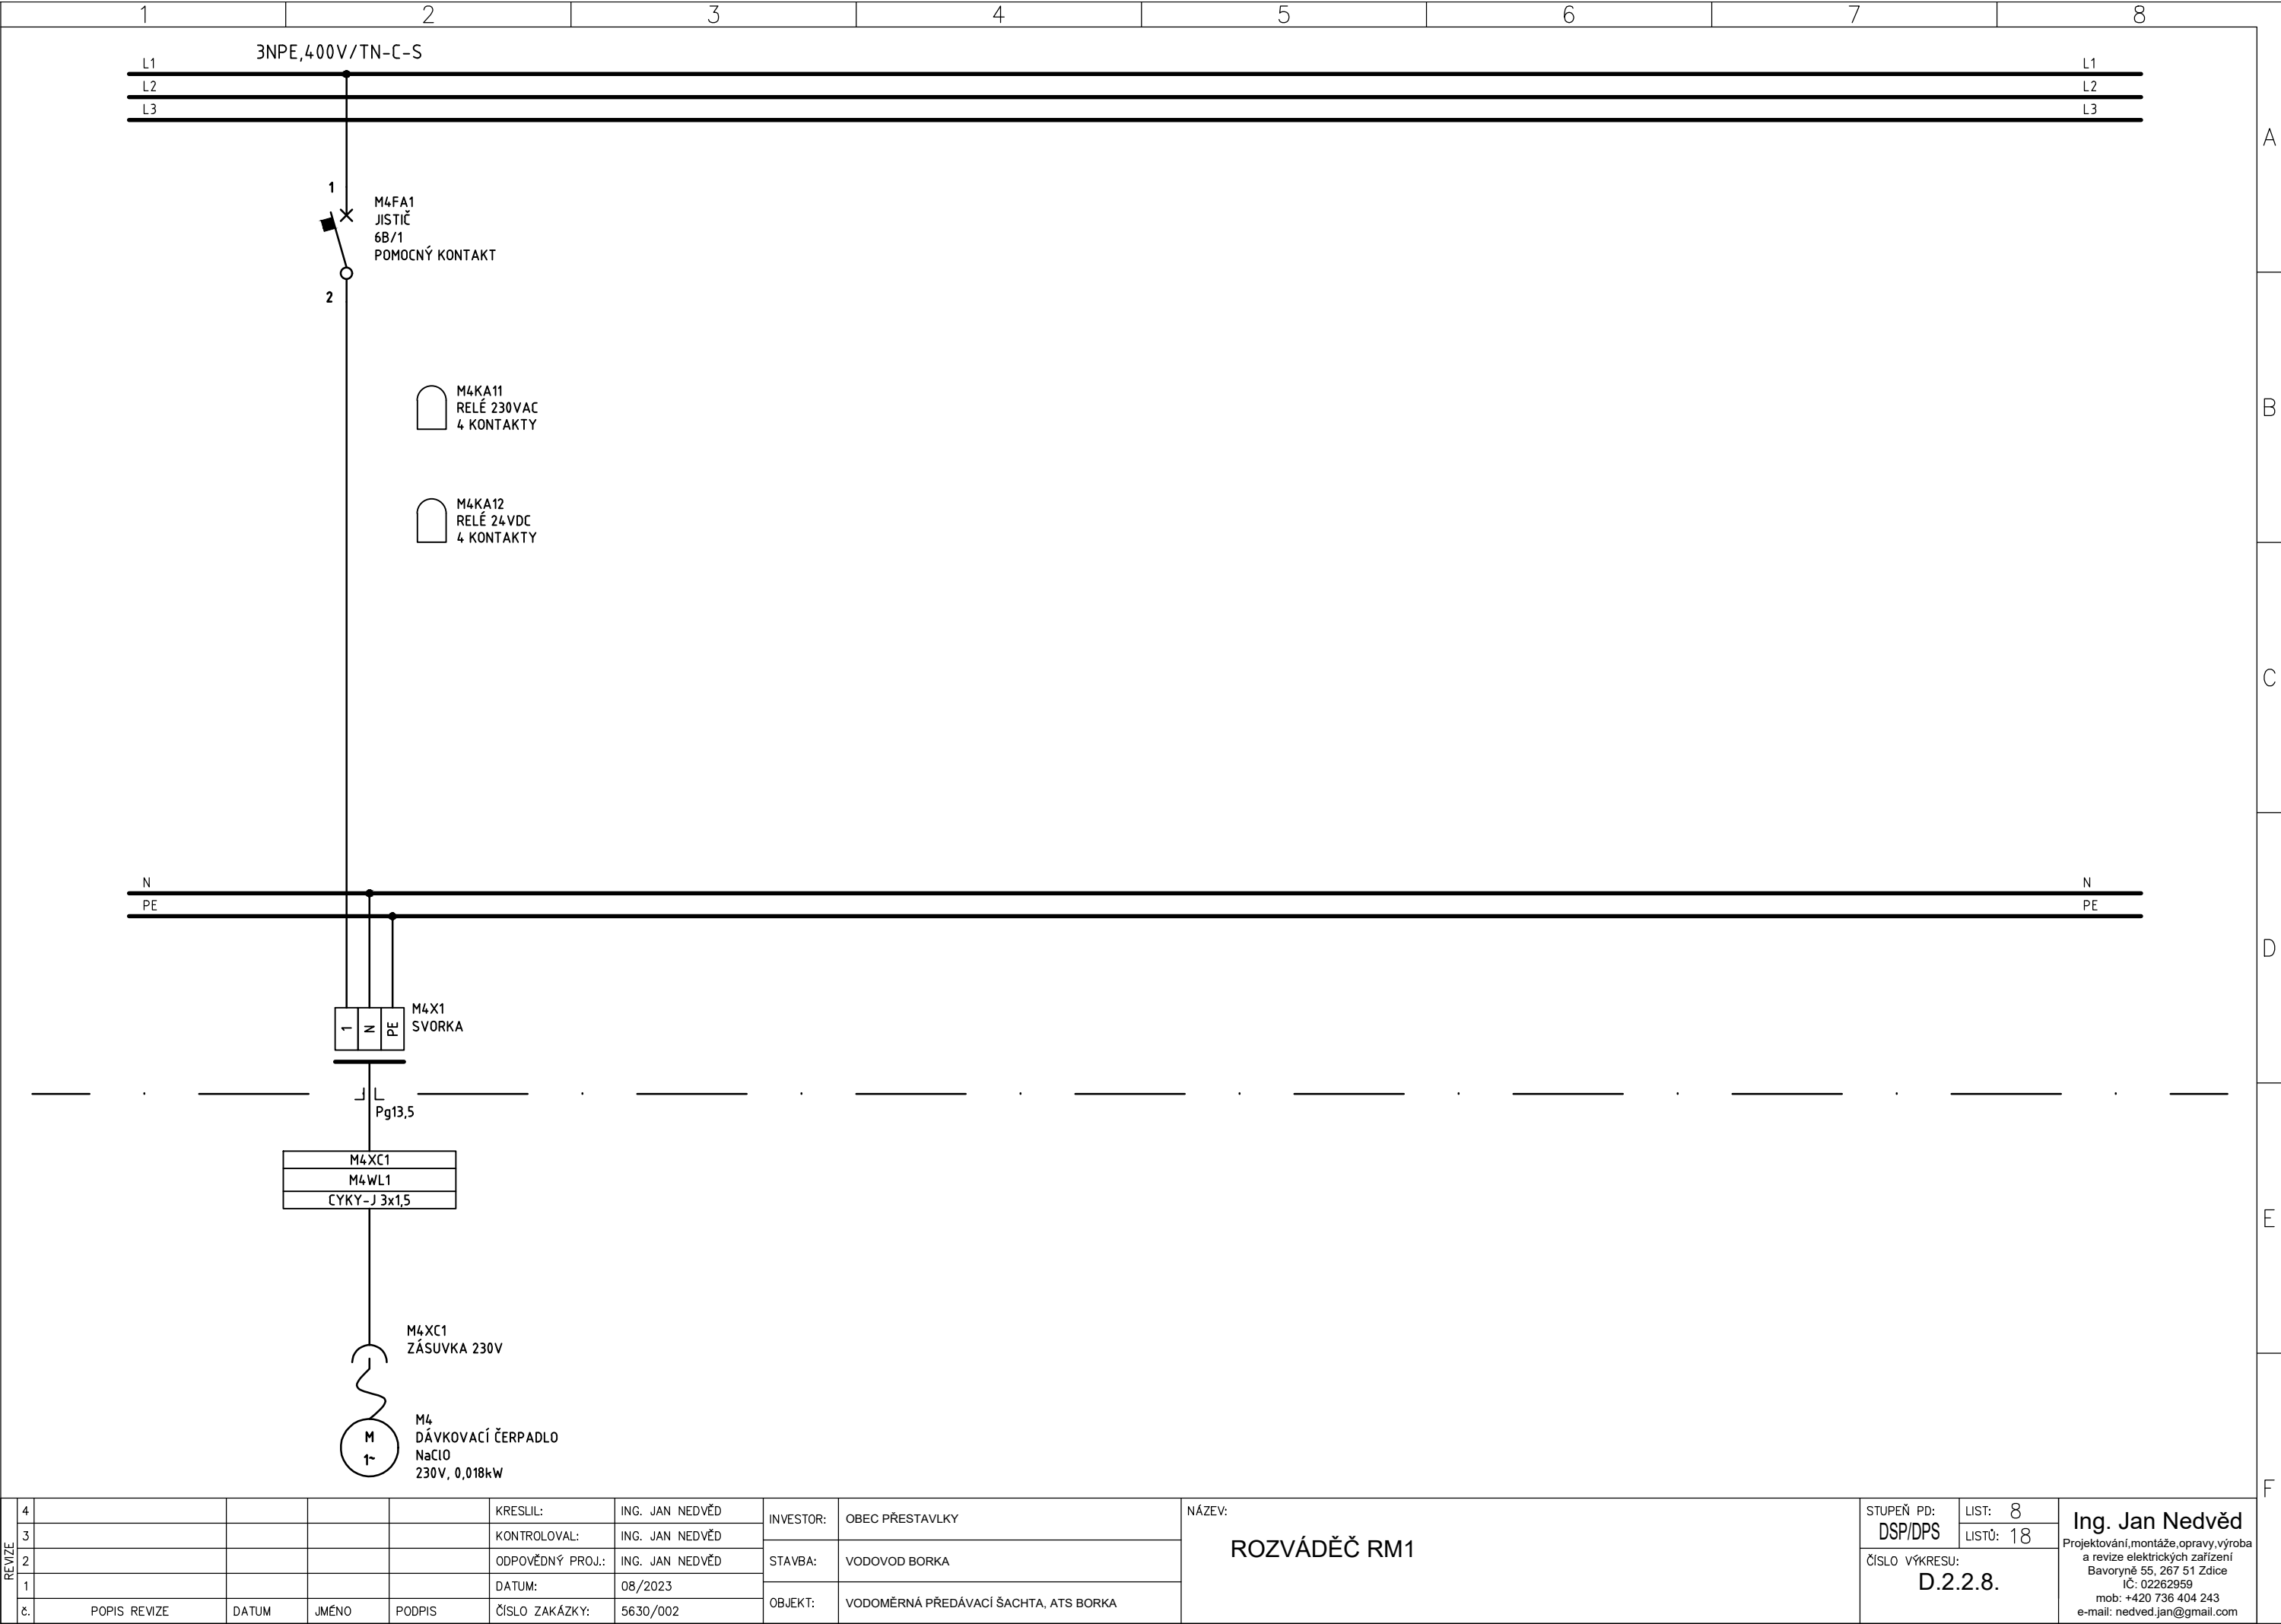 1 2 3 4 5 6 7 8
3NPE,400V/TN-C-S
L1 L1
L2 L2
L3 L3
A
1
M4FA1
JISTIČ
6B/1
POMOCNÝ KONTAKT
2
M4KA11
RELÉ 230VAC
4 KONTAKTY
B
M4KA12
RELÉ 24VDC
4 KONTAKTY
C
N N
PE PE
D
1 N PE
M4X1
SVORKA
Pg13,5
M4XC1
M4WL1
CYKY-J 3x1,5
E
M4XC1
ZÁSUVKA 230V
M
1~
M4
DÁVKOVACÍ ČERPADLO
NaClO
230V, 0,018kW
F
REVIZE
4
3
2
1
č. POPIS REVIZE DATUM JMÉNO PODPIS
KRESLIL: ING. JAN NEDVĚD
KONTROLOVAL: ING. JAN NEDVĚD
ODPOVĚDNÝ PROJ.: ING. JAN NEDVĚD
DATUM: 08/2023
ČÍSLO ZAKÁZKY: 5630/002
INVESTOR: OBEC PŘESTAVLKY
STAVBA: VODOVOD BORKA
OBJEKT: VODOMĚRNÁ PŘEDÁVACÍ ŠACHTA, ATS BORKA
NÁZEV:
ROZVÁDĚČ RM1
STUPEŇ PD:
DSP/DPS
LIST: 8
LISTŮ: 18
ČÍSLO VÝKRESU:
D.2.2.8.
Ing. Jan Nedvěd
Projektování,montáže,opravy,výroba
a revize elektrických zařízení
Bavoryně 55, 267 51 Zdice
IČ: 02262959
mob: +420 736 404 243
e-mail: nedved.jan@gmail.com